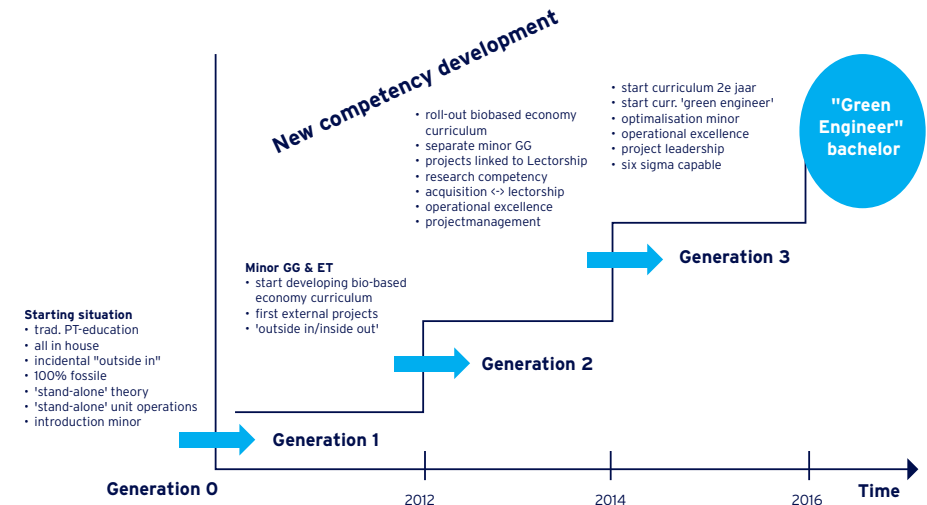 New competency development
"Green
Engineer"
bachelor
• start curriculum 2e jaar
• start curr. 'green engineer'
• optimalisation minor
• operational excellence
• project leadership
• six sigma capable
• roll-out biobased economy
curriculum
• separate minor GG
• projects linked to Lectorship
• research competency
• acquisition <-> lectorship
• operational excellence
• projectmanagement
Generation 3
Minor GG & ET
• start developing bio-based
economy curriculum
• first external projects
• 'outside in/inside out'
Generation 2
Starting situation
• trad. PT-education
• all in house
• incidental "outside in"
• 100% fossile
• 'stand-alone' theory
• 'stand-alone' unit operations
• introduction minor
Generation 1
Generation 0
2012
2014
2016
Time